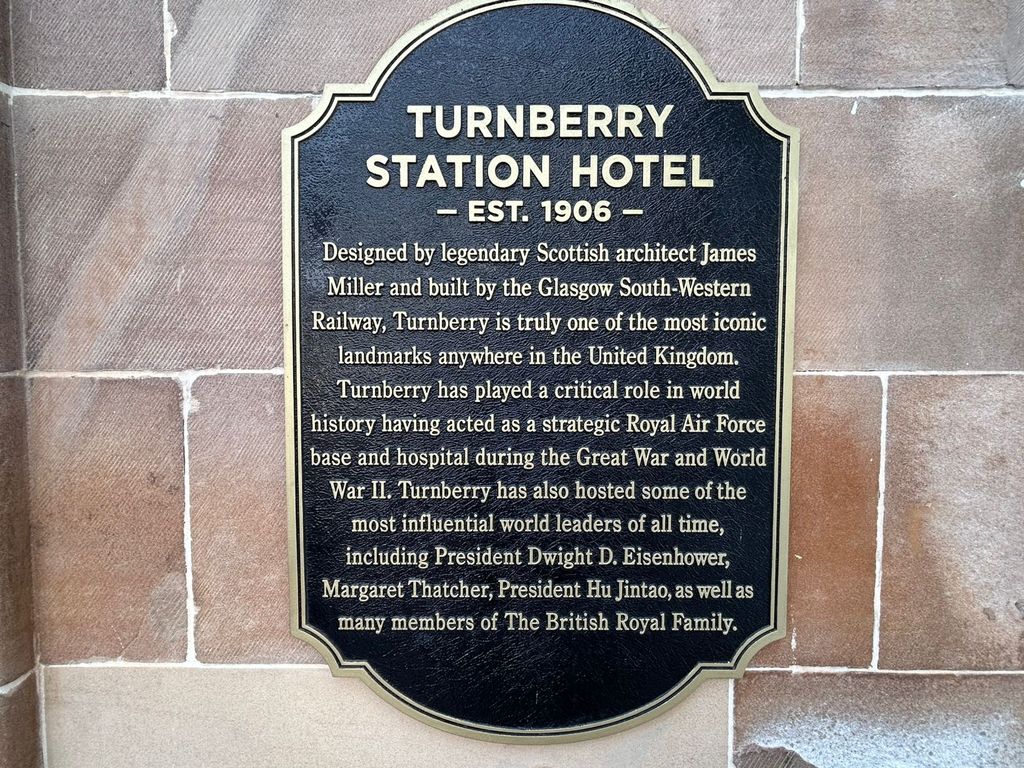 TURNBERRY
STATION HOTEL
– EST. 1906 –
Designed by legendary Scottish architect James
Miller and built by the Glasgow South-Western
Railway, Turnberry is truly one of the most iconic
landmarks anywhere in the United Kingdom.
Turnberry has played a critical role in world
history having acted as a strategic Royal Air Force
base and hospital during the Great War and World
War II. Turnberry has also hosted some of the
most influential world leaders of all time,
including President Dwight D. Eisenhower,
Margaret Thatcher, President Hu Jintao, as well as
many members of The British Royal Family.